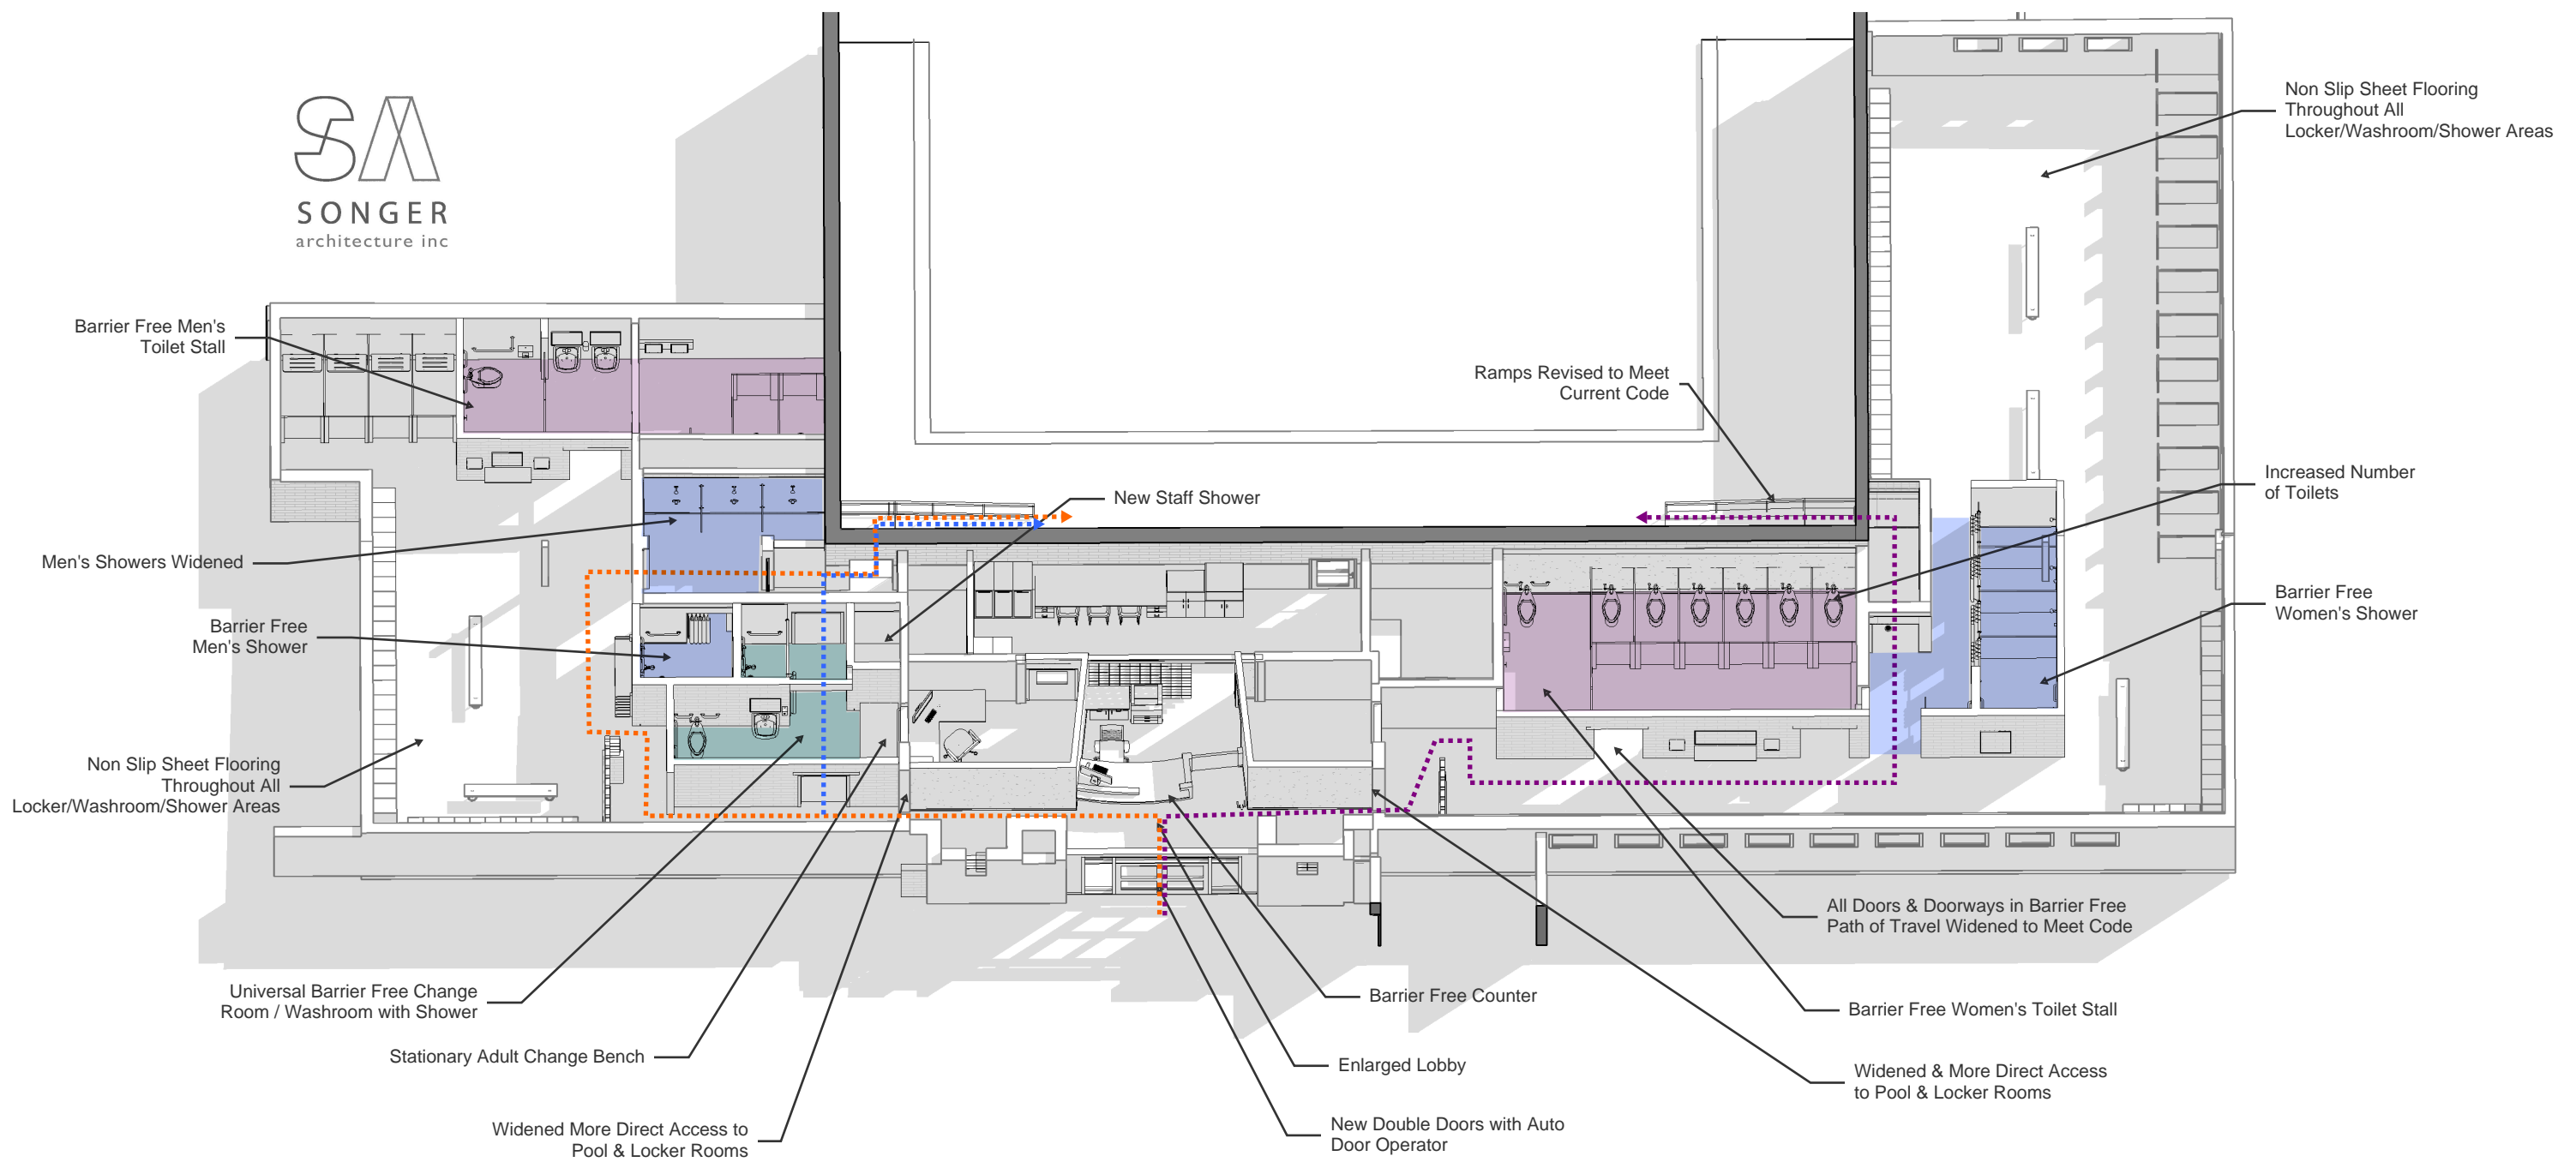 SA
SONGER
architecture inc
Non Slip Sheet Flooring
Throughout All
Locker/Washroom/Shower Areas
Barrier Free Men's
Toilet Stall
Ramps Revised to Meet
Current Code
New Staff Shower
Increased Number
of Toilets
Men's Showers Widened
Barrier Free
Women's Shower
Barrier Free
Men's Shower
Non Slip Sheet Flooring
Throughout All
Locker/Washroom/Shower Areas
All Doors & Doorways in Barrier Free
Path of Travel Widened to Meet Code
Universal Barrier Free Change
Room / Washroom with Shower
Barrier Free Counter
Barrier Free Women's Toilet Stall
Stationary Adult Change Bench
Enlarged Lobby
Widened & More Direct Access
to Pool & Locker Rooms
Widened More Direct Access to
Pool & Locker Rooms
New Double Doors with Auto
Door Operator